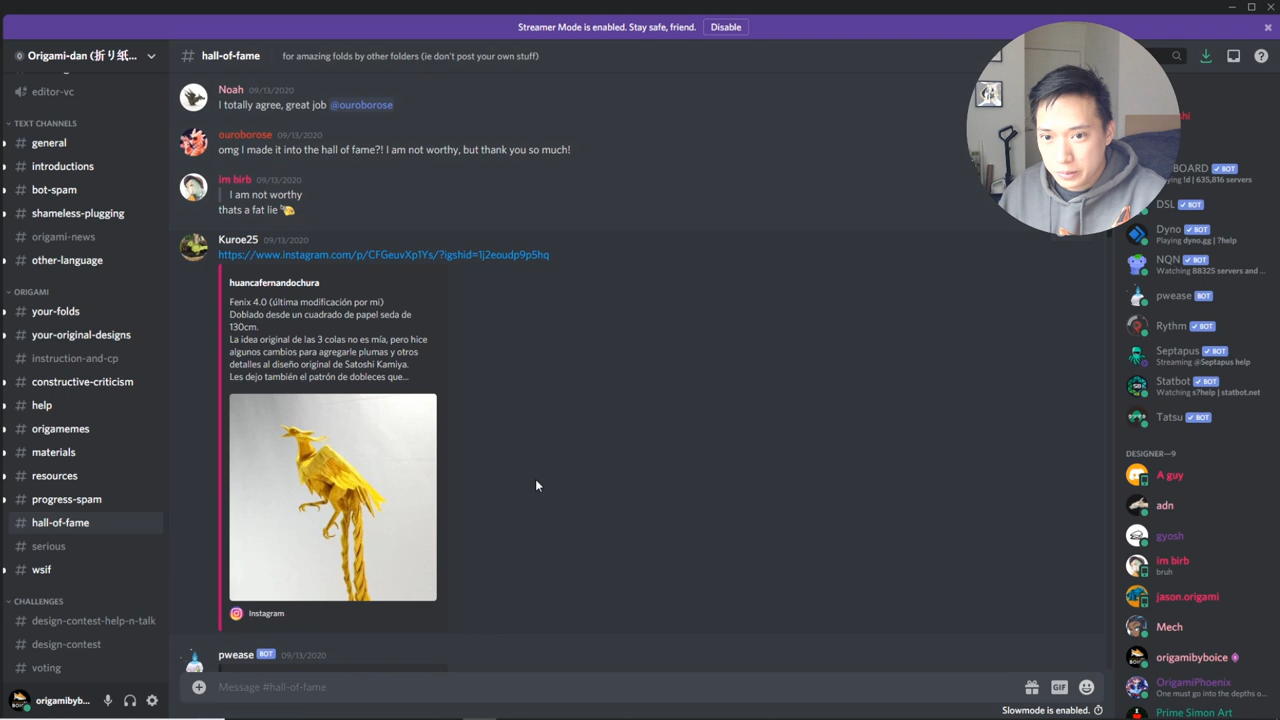 Streamer Mode is enabled. Stay safe, friend.
Disable
Origami-dan (折り紙...
hall-of-fame
for amazing folds by other folders (ie don't post your own stuff)
editor-vc
TEXT CHANNELS
general
introductions
bot-spam
shameless-plugging
origami-news
other-language
ORIGAMI
your-folds
your-original-designs
instruction-and-cp
constructive-criticism
help
origamemes
materials
resources
progress-spam
hall-of-fame
serious
wsif
CHALLENGES
design-contest-help-n-talk
design-contest
voting
origamibyb...
Noah 09/13/2020
I totally agree, great job @ouroborose
ouroborose 09/13/2020
omg I made it into the hall of fame?! I am not worthy, but thank you so much!
im birb 09/13/2020
I am not worthy
thats a fat lie
Kuroe25 09/13/2020
https://www.instagram.com/p/CFGeuvXp1Ys/?igshid=1j2eoudp9p5hq
huancafernandochura
Fenix 4.0 (última modificación por mi)
Doblado desde un cuadrado de papel seda de
130cm.
La idea original de las 3 colas no es mía, pero hice
algunos cambios para agregarle plumas y otros
detalles al diseño original de Satoshi Kamiya.
Les dejo también el patrón de dobleces que...
Instagram
pwease BOT 09/13/2020
Message #hall-of-fame
GIF
Slowmode is enabled.
BOARD BOT
!d | 635,816 servers
DSL BOT
Dyno BOT
Playing dyno.gg | ?help
NQN BOT
Watching 88325 servers and ...
pwease BOT
Rythm BOT
Septapus BOT
Streaming @Septapus help
Statbot BOT
Watching s?help | statbot.net
Tatsu BOT
DESIGNER—9
A guy
adn
gyosh
im birb
bruh
jason.origami
Mech
origamibyboice
OrigamiPhoenix
One must go into the depths o...
Prime Simon Art